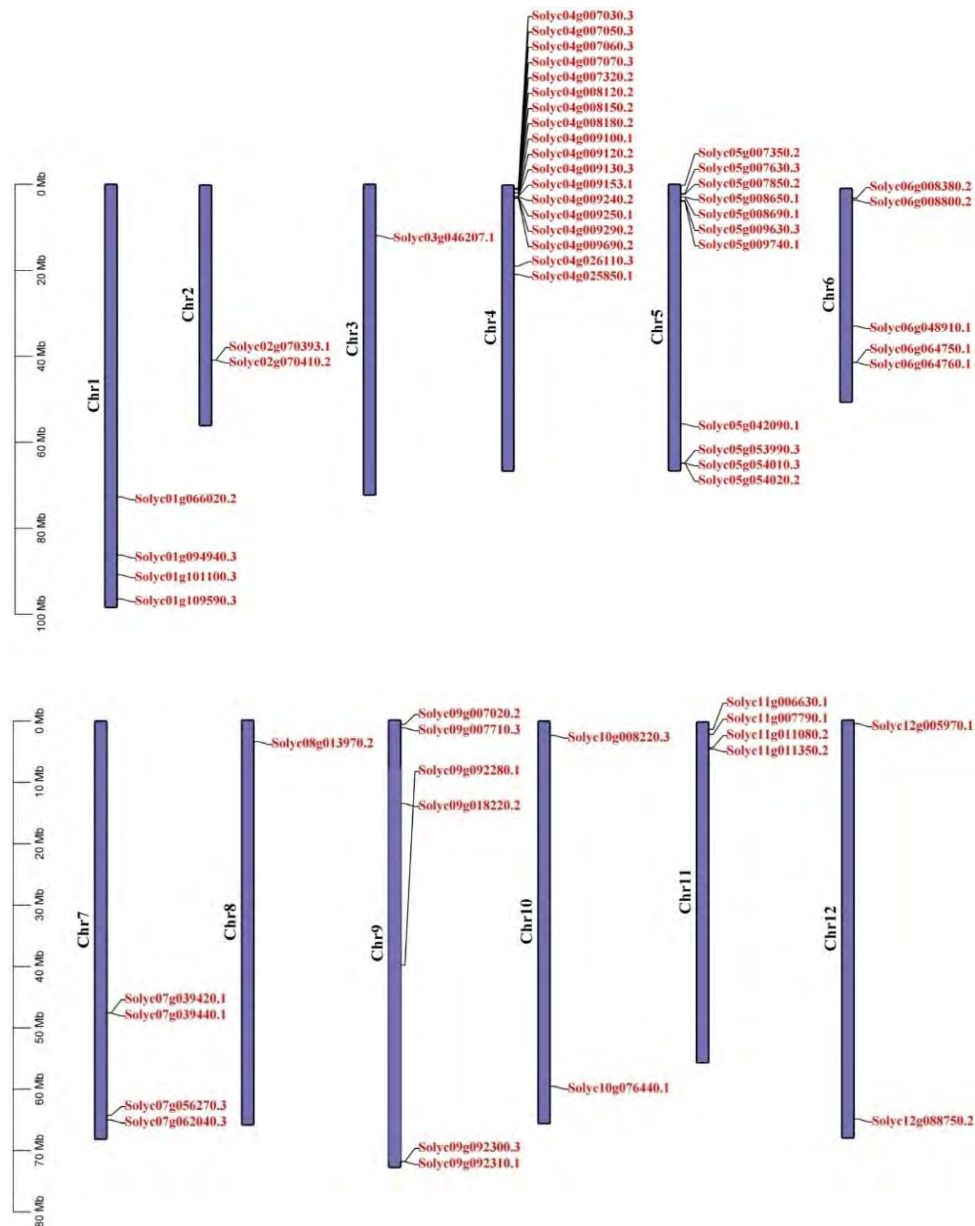 0 Mb
20 Mb
40 Mb
60 Mb
80 Mb
100 Mb
Chr1
Solyc01g066020.2
Solyc01g094940.3
Solyc01g101100.3
Solyc01g109590.3
Chr2
Solyc02g070393.1
Solyc02g070410.2
Chr3
Solyc03g046207.1
Chr4
Solyc04g007030.3
Solyc04g007050.3
Solyc04g007060.3
Solyc04g007070.3
Solyc04g007320.2
Solyc04g008120.2
Solyc04g008150.2
Solyc04g008180.2
Solyc04g009100.1
Solyc04g009120.2
Solyc04g009130.3
Solyc04g009153.1
Solyc04g009240.2
Solyc04g009250.1
Solyc04g009290.2
Solyc04g009690.2
Solyc04g026110.3
Solyc04g025850.1
Chr5
Solyc05g007350.2
Solyc05g007630.3
Solyc05g007850.2
Solyc05g008650.1
Solyc05g008690.1
Solyc05g009630.3
Solyc05g009740.1
Solyc05g042090.1
Solyc05g053990.3
Solyc05g054010.3
Solyc05g054020.2
Chr6
Solyc06g008380.2
Solyc06g008800.2
Solyc06g048910.1
Solyc06g064750.1
Solyc06g064760.1
0 Mb
10 Mb
20 Mb
30 Mb
40 Mb
50 Mb
60 Mb
70 Mb
80 Mb
Chr7
Solyc07g039420.1
Solyc07g039440.1
Solyc07g056270.3
Solyc07g062040.3
Chr8
Solyc08g013970.2
Chr9
Solyc09g007020.2
Solyc09g007710.3
Solyc09g092280.1
Solyc09g018220.2
Solyc09g092300.3
Solyc09g092310.1
Chr10
Solyc10g008220.3
Solyc10g076440.1
Chr11
Solyc11g006630.1
Solyc11g007790.1
Solyc11g011080.2
Solyc11g011350.2
Chr12
Solyc12g005970.1
Solyc12g088750.2